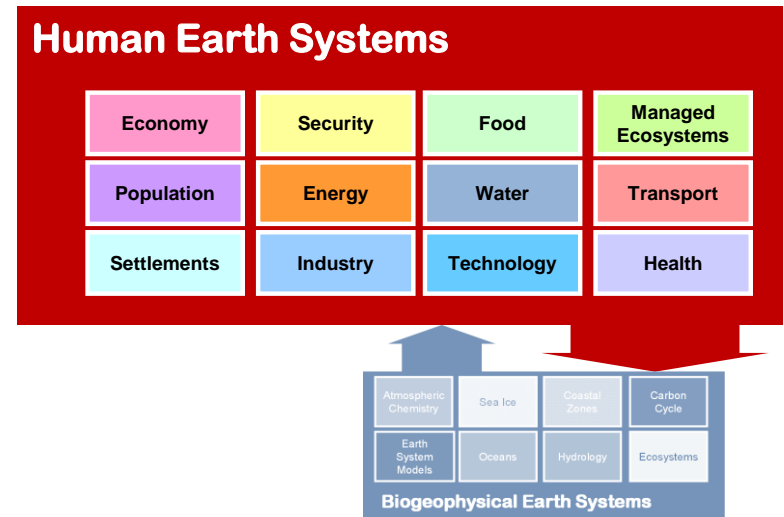 Human Earth Systems
Economy
Security
Food
Managed
Ecosystems
Population
Energy
Water
Transport
Settlements
Industry
Technology
Health
Atmospheric
Chemistry
Sea Ice
Coastal
Zones
Carbon
Cycle
Earth
System
Models
Oceans
Hydrology
Ecosystems
Biogeophysical Earth Systems